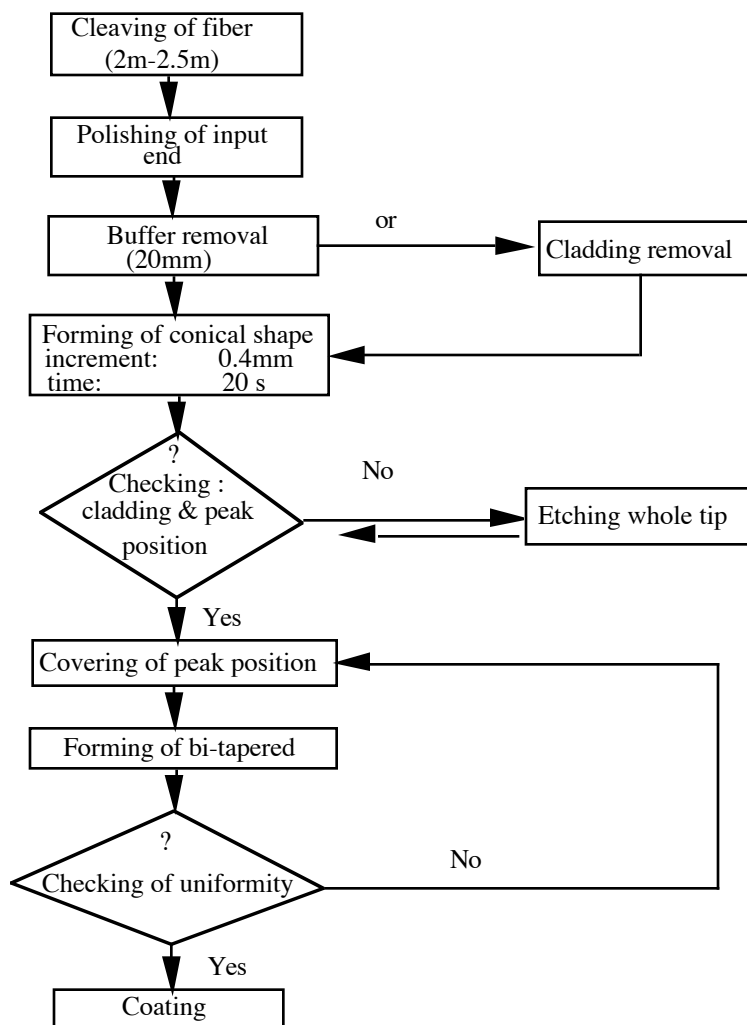 Cleaving of fiber
(2m-2.5m)
Polishing of input
end
Buffer removal
(20mm)
or
Cladding removal
Forming of conical shape
increment: 0.4mm
time: 20 s
?
Checking :
cladding & peak
position
No
Etching whole tip
Yes
Covering of peak position
Forming of bi-tapered
?
Checking of uniformity
No
Yes
Coating